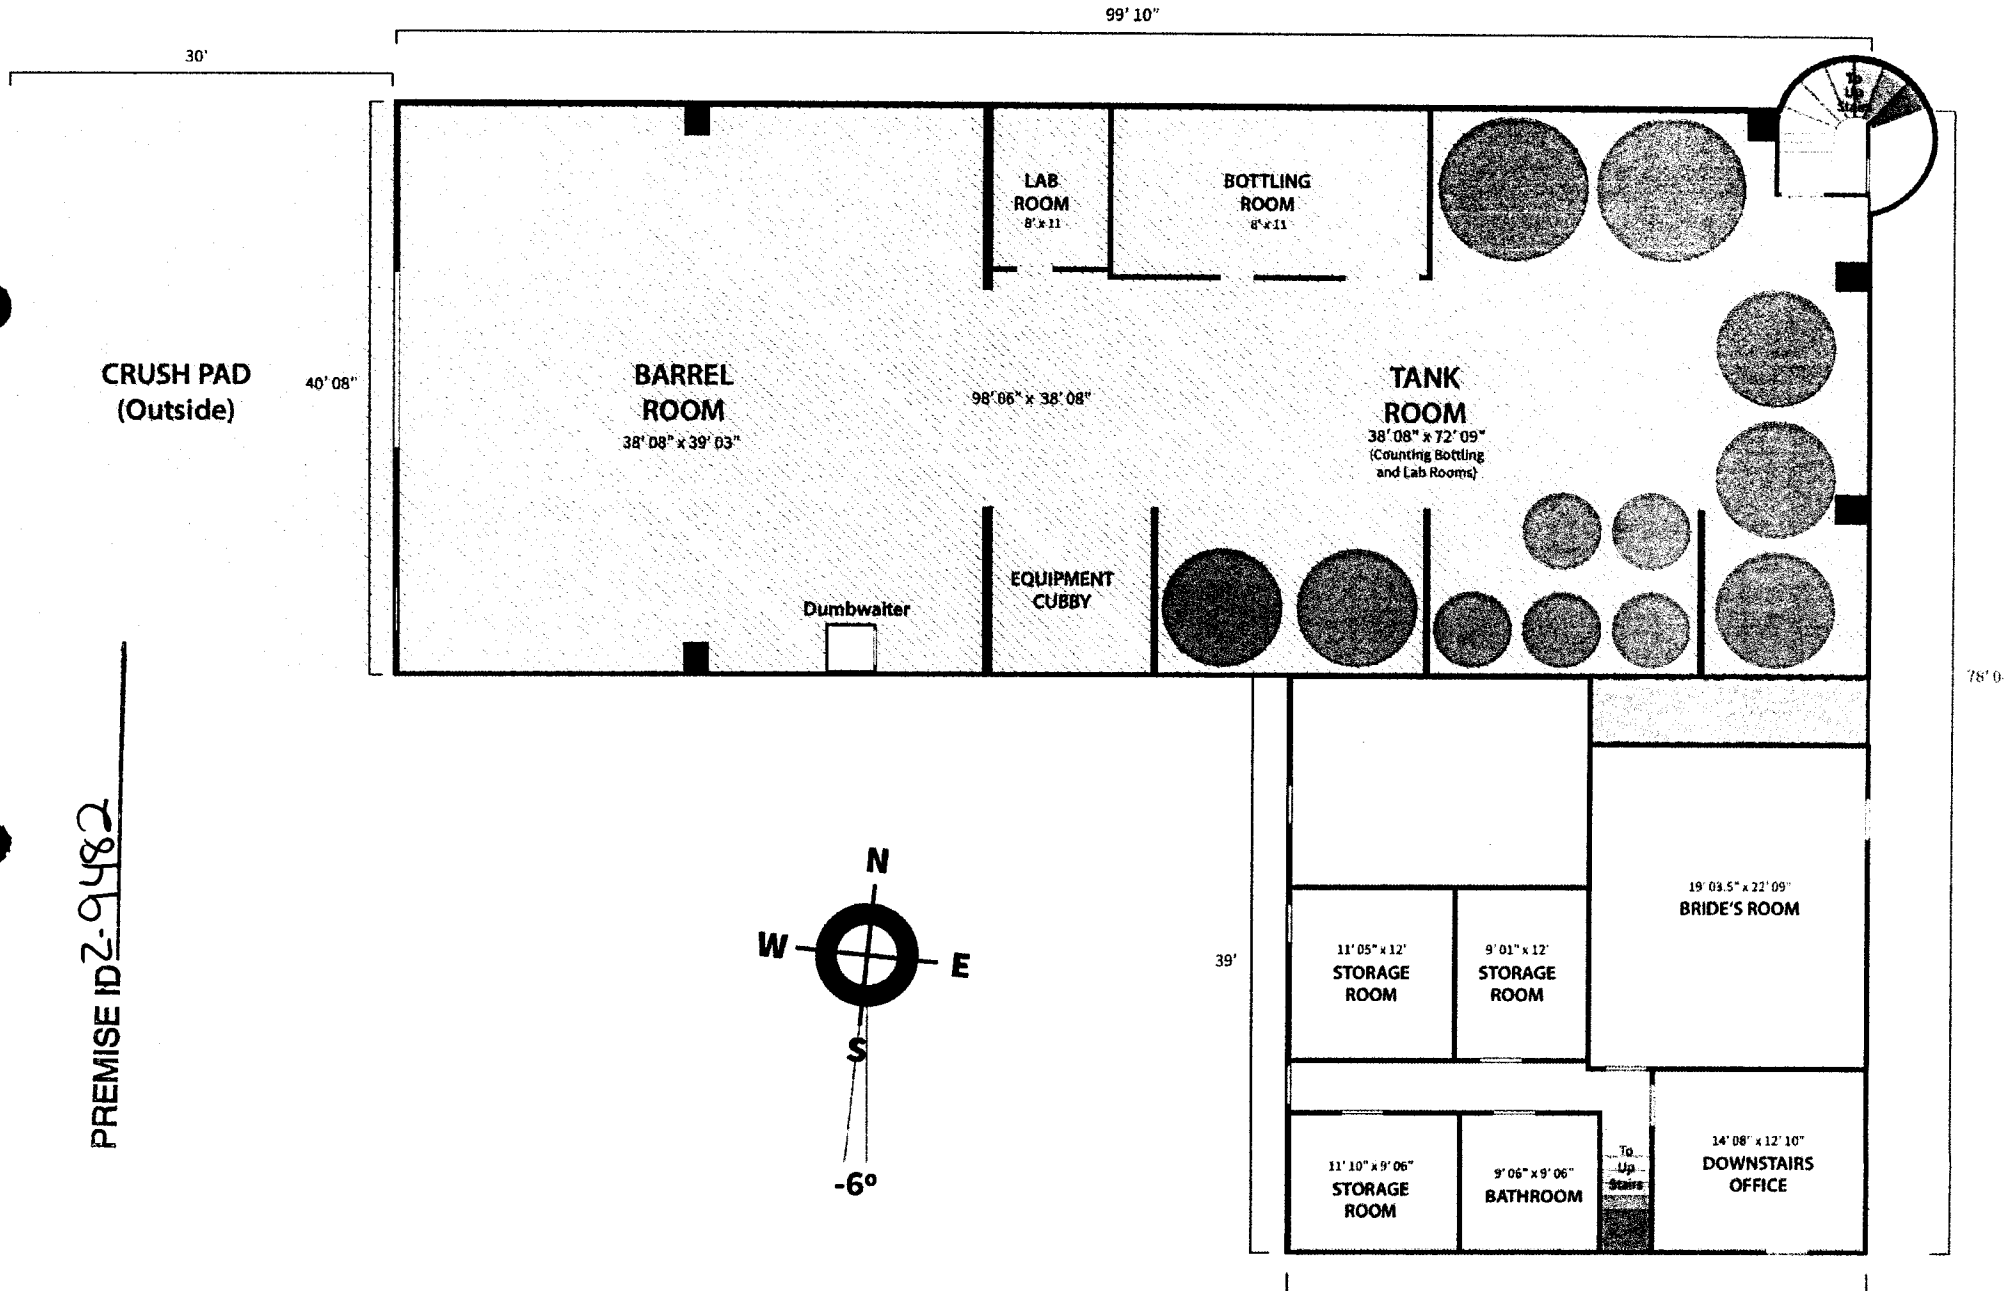 99' 10"
30'
To
Up
Stairs
LAB
ROOM
8' x 11
BOTTLING
ROOM
8' x 11
CRUSH PAD
(Outside)
40' 08"
BARREL
ROOM
38' 08" x 39' 03"
98' 06" x 38' 08"
TANK
ROOM
38' 08" x 72' 09"
(Counting Bottling
and Lab Rooms)
EQUIPMENT
CUBBY
Dumbwaiter
78' 0
PREMISE ID Z-9482
N
W
E
S
-6º
39'
19' 03.5" x 22' 09"
BRIDE'S ROOM
11' 05" x 12'
STORAGE
ROOM
9' 01" x 12'
STORAGE
ROOM
11' 10" x 9' 06"
STORAGE
ROOM
9' 06" x 9' 06"
BATHROOM
To
Up
Stairs
14' 08" x 12' 10"
DOWNSTAIRS
OFFICE